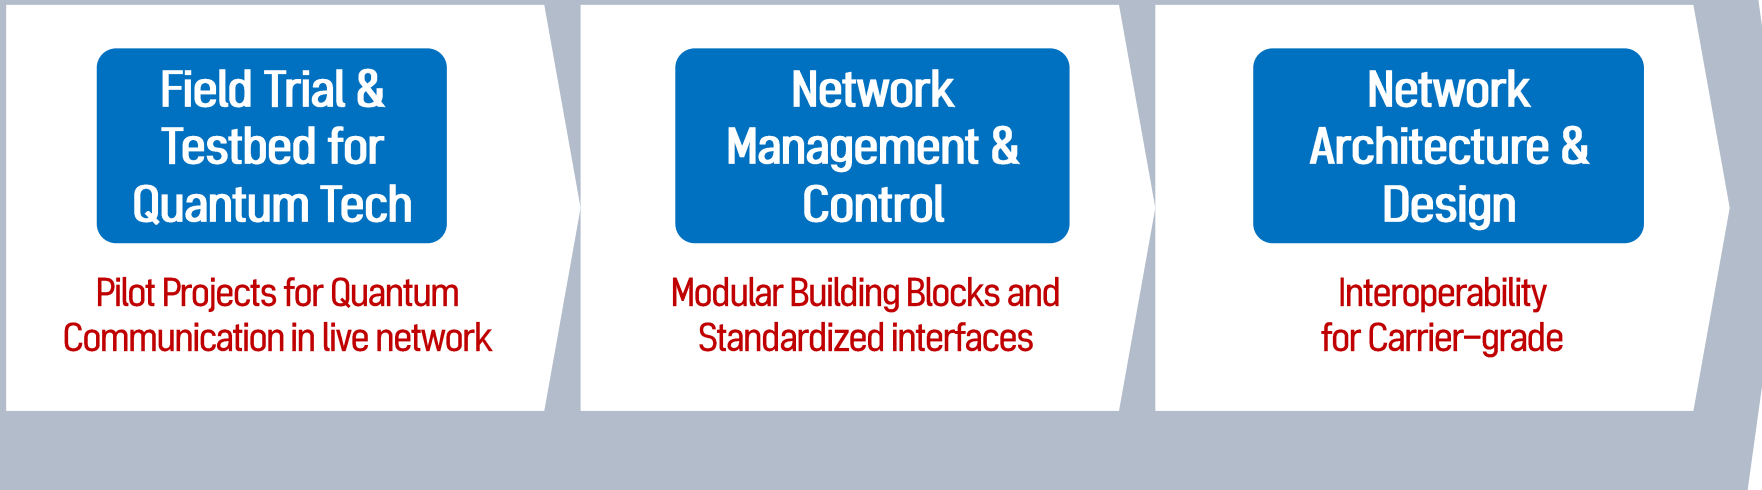 Field Trial &
Testbed for
Quantum Tech
Pilot Projects for Quantum
Communication in live network
Network
Management &
Control
Modular Building Blocks and
Standardized interfaces
Network
Architecture &
Design
Interoperability
for Carrier-grade